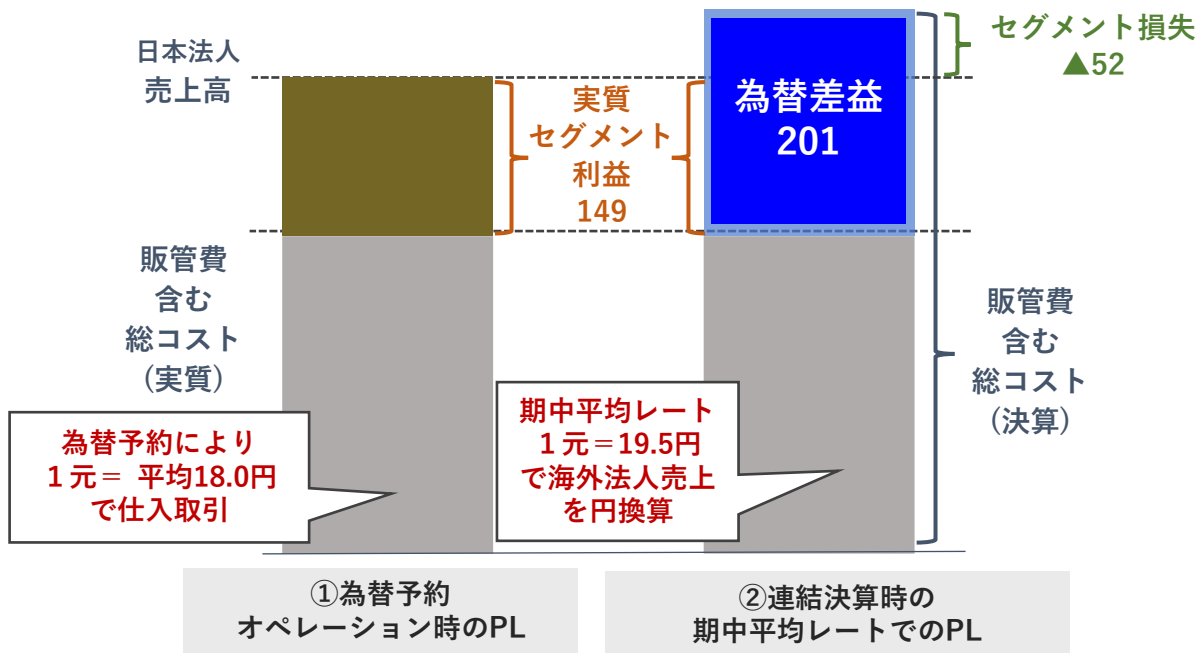 日本法人
売上高
実質
セグメント
利益
149
為替差益
201
セグメント損失
▲52
販管費
含む
総コスト
(実質)
為替予約により
１元＝ 平均18.0円
で仕入取引
期中平均レート
１元＝19.5円
で海外法人売上
を円換算
販管費
含む
総コスト
(決算)
①為替予約
オペレーション時のPL
②連結決算時の
期中平均レートでのPL